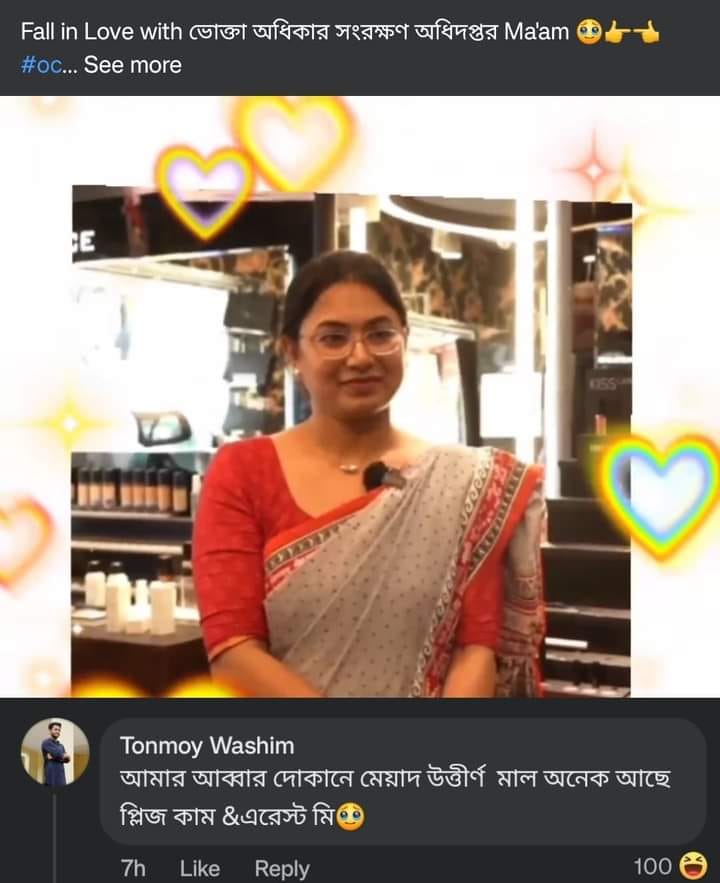 Fall in Love with ভোক্তা অধিকার সংরক্ষণ অধিদপ্তর Ma'am 🥹👉👈
#oc... See more
CE
KISS
Tonmoy Washim
আমার আব্বার দোকানে মেয়াদ উত্তীর্ণ মাল অনেক আছে
প্লিজ কাম &এরেস্ট মি🥹
7h Like Reply 100 😆